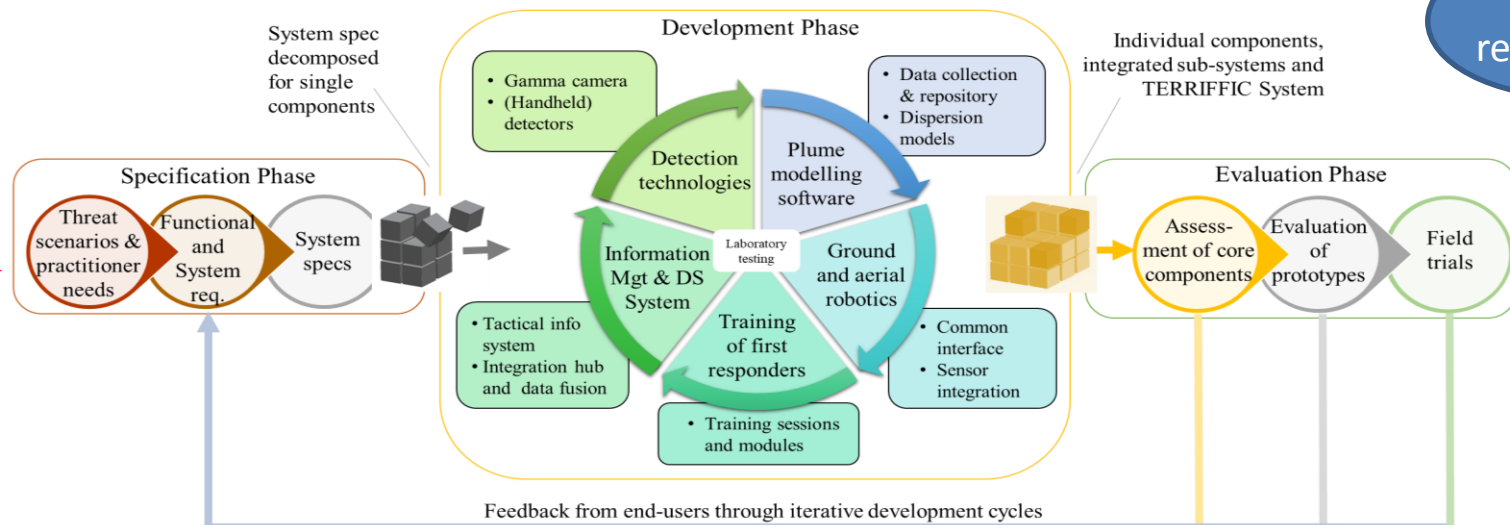 Development Phase
System spec
decomposed
for single
components
Individual components,
integrated sub-systems and
TERRIFFIC System
• Gamma camera
• (Handheld)
detectors
• Data collection
& repository
• Dispersion
models
Specification Phase
Threat
scenarios &
practitioner
needs
Functional
and
System
req.
System
specs
Detection
technologies
Plume
modelling
software
Laboratory
testing
Information
Mgt & DS
System
Ground
and aerial
robotics
Training
of first
responders
• Tactical info
system
• Integration hub
and data fusion
• Common
interface
• Sensor
integration
• Training sessions
and modules
Evaluation Phase
Assess-
ment of core
components
Evaluation
of
prototypes
Field
trials
Feedback from end-users through iterative development cycles